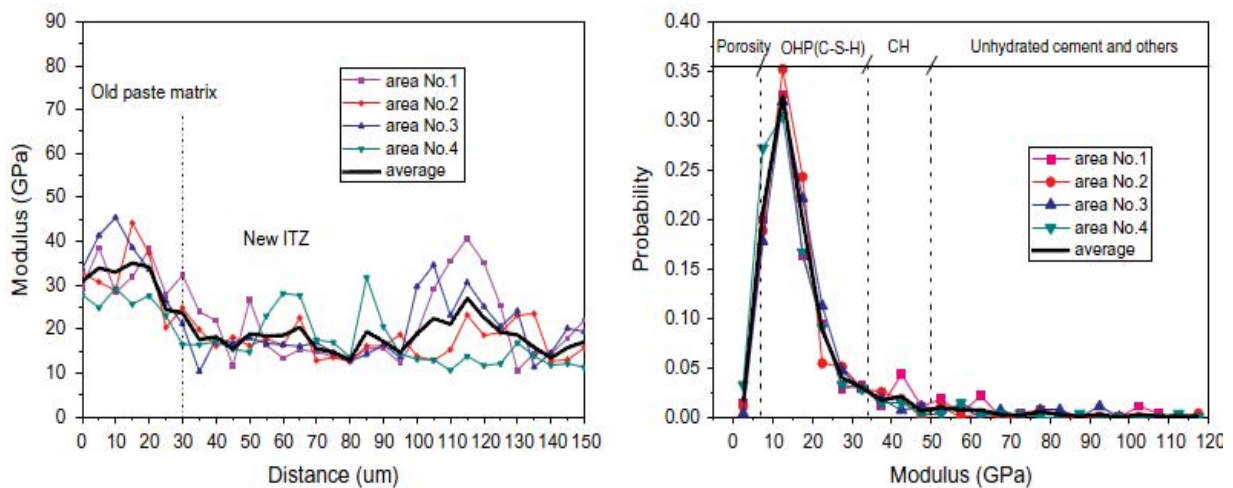 90
80
70
60
50
40
30
20
10
0
Modulus (GPa)
Old paste matrix
area No.1
area No.2
area No.3
area No.4
average
New ITZ
0 10 20 30 40 50 60 70 80 90 100 110 120 130 140 150
Distance (um)
0.40
0.35
0.30
0.25
0.20
0.15
0.10
0.05
0.00
Probability
Porosity OHP(C-S-H) CH Unhydrated cement and others
area No.1
area No.2
area No.3
area No.4
average
0 10 20 30 40 50 60 70 80 90 100 110 120
Modulus (GPa)